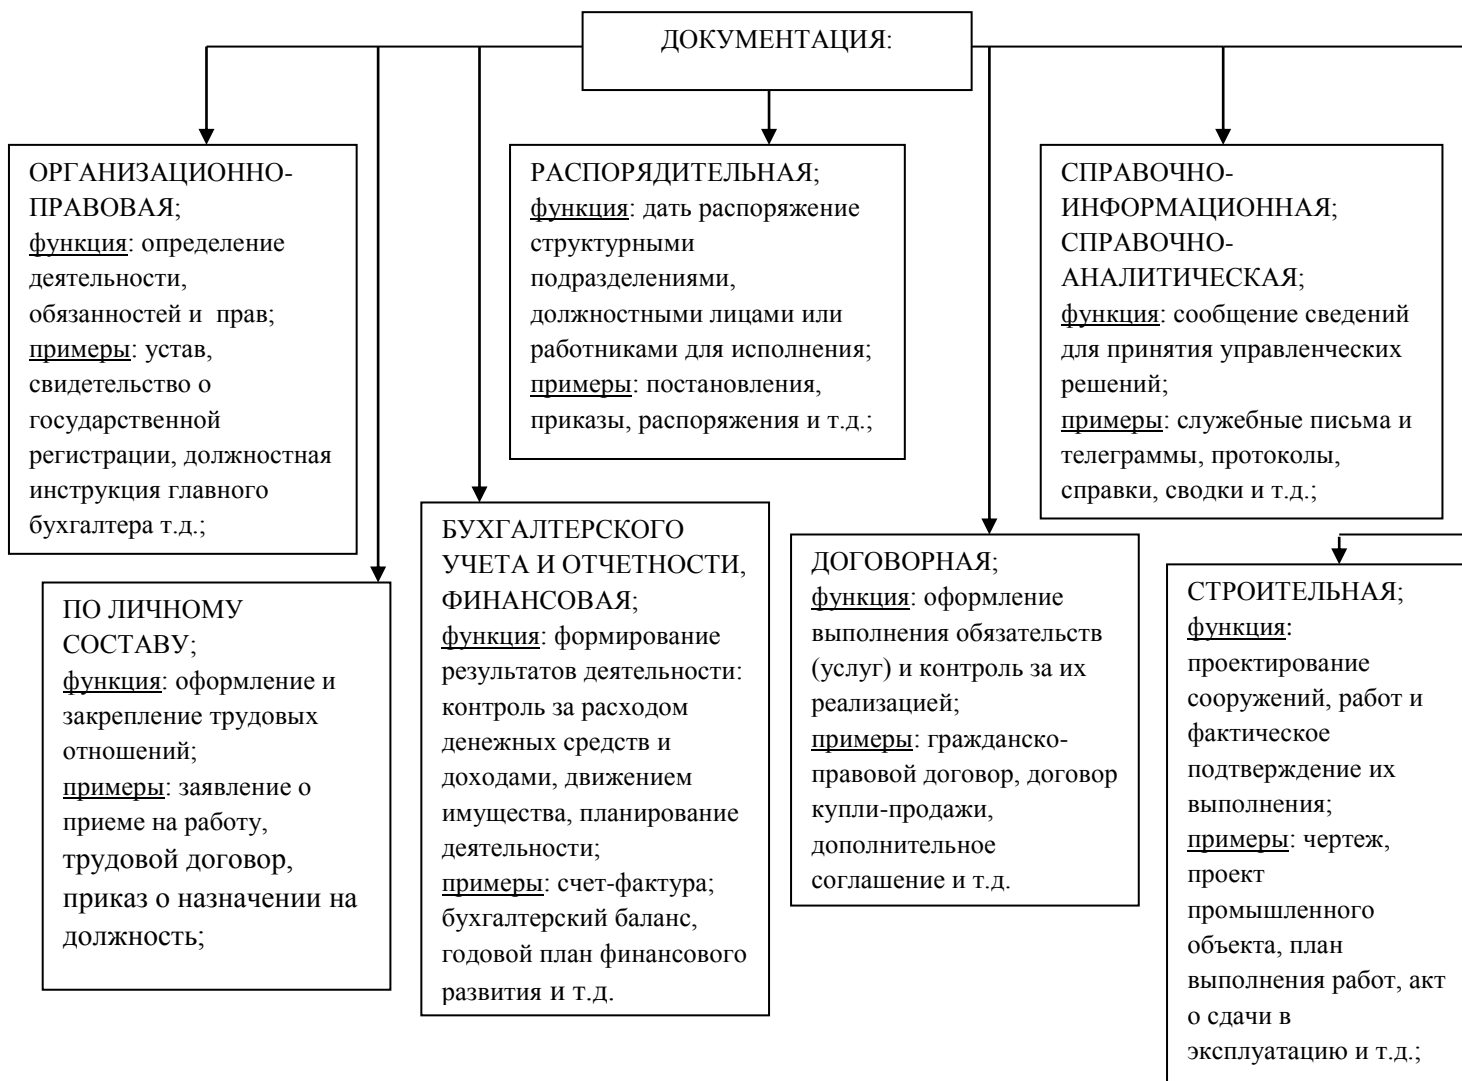 ДОКУМЕНТАЦИЯ:
ОРГАНИЗАЦИОННО-
ПРАВОВАЯ;
функция: определение
деятельности,
обязанностей и прав;
примеры: устав,
свидетельство о
государственной
регистрации, должностная
инструкция главного
бухгалтера т.д.;
РАСПОРЯДИТЕЛЬНАЯ;
функция: дать распоряжение
структурными
подразделениями,
должностными лицами или
работниками для исполнения;
примеры: постановления,
приказы, распоряжения и т.д.;
СПРАВОЧНО-
ИНФОРМАЦИОННАЯ;
СПРАВОЧНО-
АНАЛИТИЧЕСКАЯ;
функция: сообщение сведений
для принятия управленческих
решений;
примеры: служебные письма и
телеграммы, протоколы,
справки, сводки и т.д.;
ПО ЛИЧНОМУ
СОСТАВУ;
функция: оформление и
закрепление трудовых
отношений;
примеры: заявление о
приеме на работу,
трудовой договор,
приказ о назначении на
должность;
БУХГАЛТЕРСКОГО
УЧЕТА И ОТЧЕТНОСТИ,
ФИНАНСОВАЯ;
функция: формирование
результатов деятельности:
контроль за расходом
денежных средств и
доходами, движением
имущества, планирование
деятельности;
примеры: счет-фактура;
бухгалтерский баланс,
годовой план финансового
развития и т.д.
ДОГОВОРНАЯ;
функция: оформление
выполнения обязательств
(услуг) и контроль за их
реализацией;
примеры: гражданско-
правовой договор, договор
купли-продажи,
дополнительное
соглашение и т.д.
СТРОИТЕЛЬНАЯ;
функция:
проектирование
сооружений, работ и
фактическое
подтверждение их
выполнения;
примеры: чертеж,
проект
промышленного
объекта, план
выполнения работ, акт
о сдачи в
эксплуатацию и т.д.;